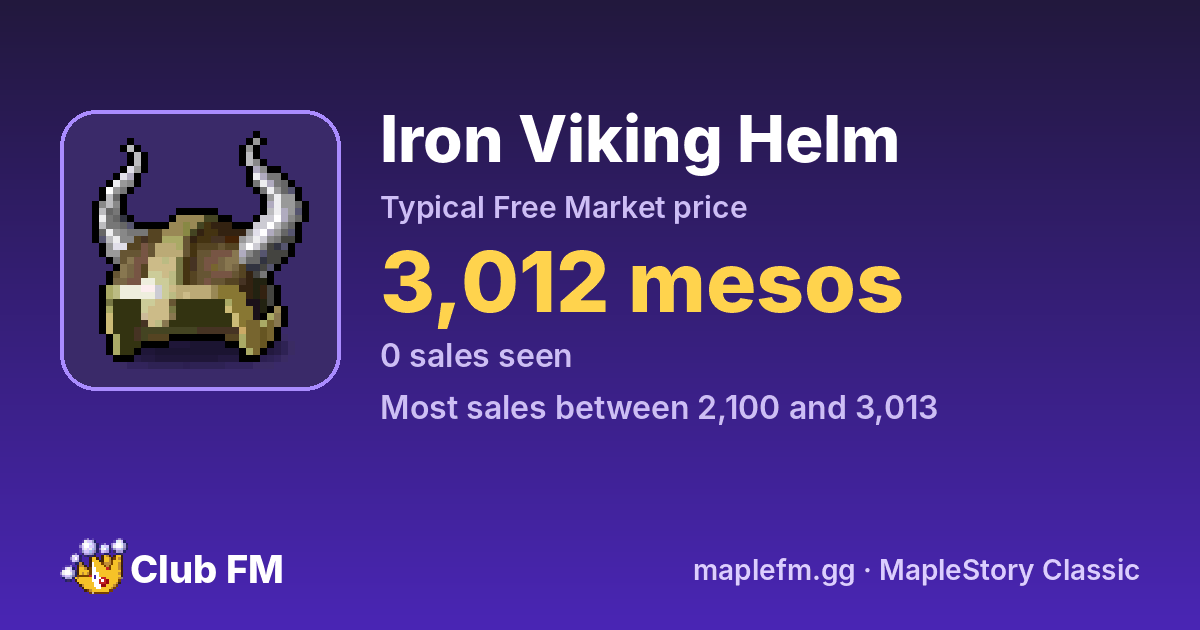 Iron Viking Helm
Typical Free Market price
3,012 mesos
0 sales seen
Most sales between 2,100 and 3,013
Club FM
maplefm.gg · MapleStory Classic